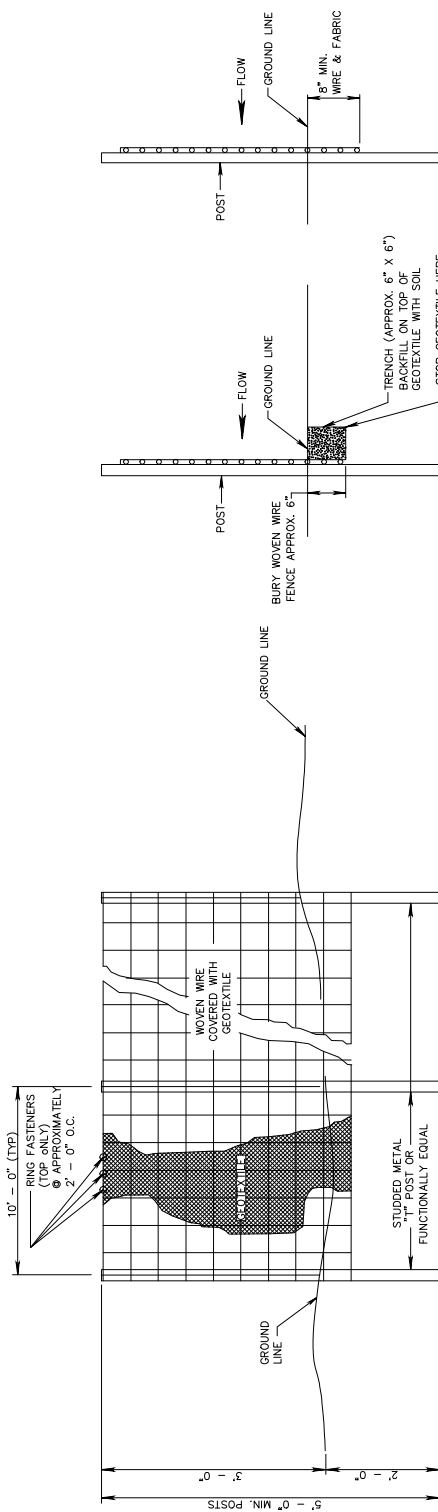 10' - 0" (TYP)
RING FASTENERS
(TOP ONLY)
@ APPROXIMATELY
2' - 0" O.C.
WOVEN WIRE
COVERED WITH
GEOTEXTILE
GEOTEXTILE
GROUND
LINE
GROUND LINE
STUDDED METAL
"T" POST OR
FUNCTIONALLY EQUAL
3' - 0"
2' - 0"
5' - 0" MIN. POSTS
POST
FLOW
GROUND LINE
BURY WOVEN WIRE
FENCE APPROX. 6"
TRENCH (APPROX. 6" X 6")
BACKFILL ON TOP OF
GEOTEXTILE WITH SOIL
STOP GEOTEXTILE HERE
POST
FLOW
GROUND LINE
8" MIN.
WIRE & FABRIC